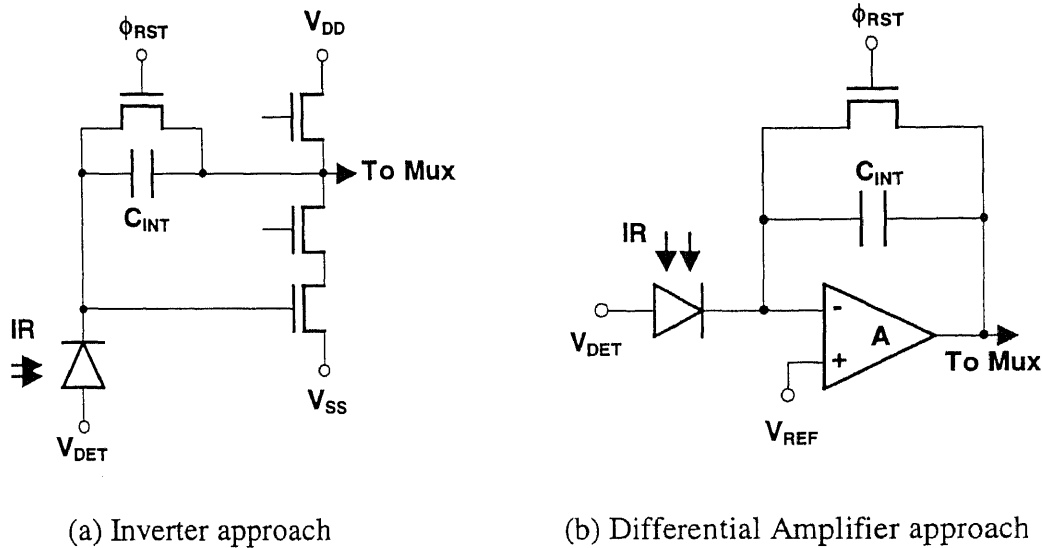 ϕRST
VDD
To Mux
CINT
IR
VSS
VDET
(a) Inverter approach
ϕRST
CINT
IR
VDET
-
A
+
To Mux
VREF
(b) Differential Amplifier approach